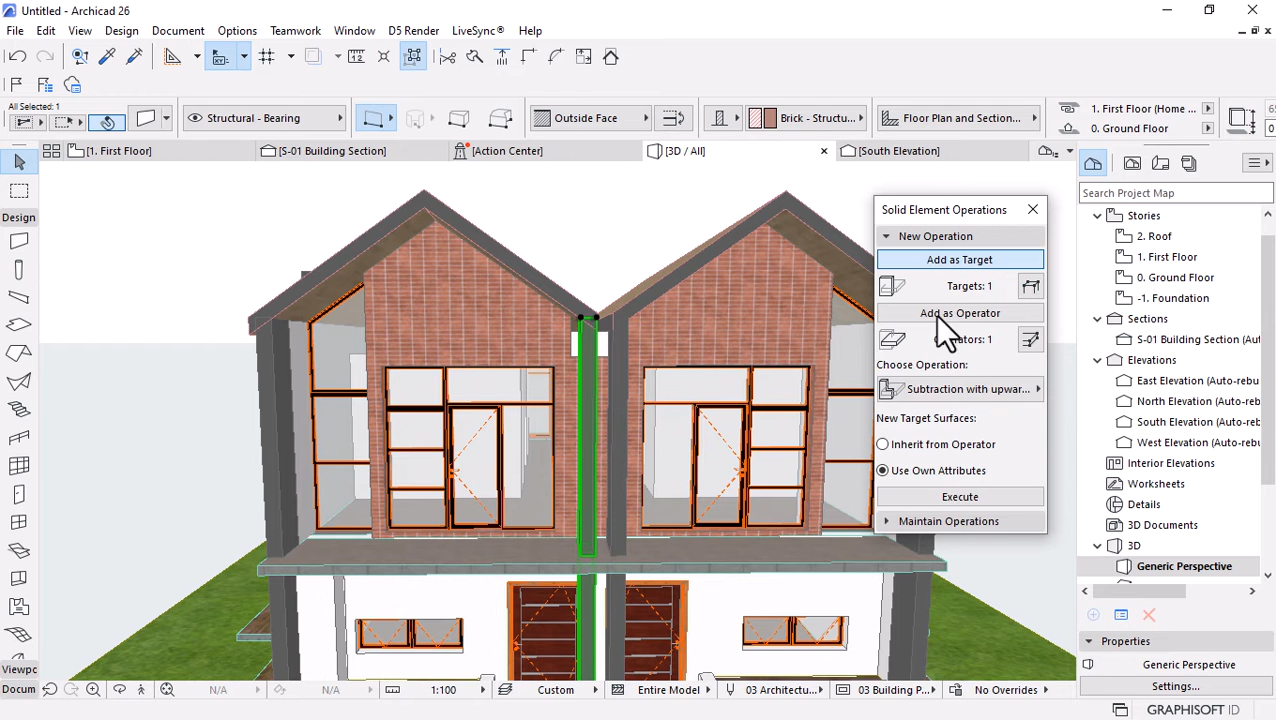 Untitled - Archicad 26
File Edit View Design Document Options Teamwork Window D5 Render LiveSync® Help
All Selected: 1
Structural - Bearing
Outside Face
Brick - Structu...
Floor Plan and Section...
1. First Floor (Home ...
0. Ground Floor
[1. First Floor]
[S-01 Building Section]
[Action Center]
[3D / All]
[South Elevation]
Design
Solid Element Operations
New Operation
Add as Target
Targets: 1
Add as Operator
Choose Operation:
Subtraction with upwar...
New Target Surfaces:
Inherit from Operator
Use Own Attributes
Execute
Maintain Operations
Search Project Map
Stories
2. Roof
1. First Floor
0. Ground Floor
-1. Foundation
Sections
S-01 Building Section (Aut
Elevations
East Elevation (Auto-rebu
North Elevation (Auto-reb
South Elevation (Auto-reb
West Elevation (Auto-rebu
Interior Elevations
Worksheets
Details
3D Documents
3D
Generic Perspective
Properties
Generic Perspective
Settings...
Viewpc
Docum
N/A
N/A
1:100
Custom
Entire Model
03 Architectu...
03 Building P...
No Overrides
GRAPHISOFT ID